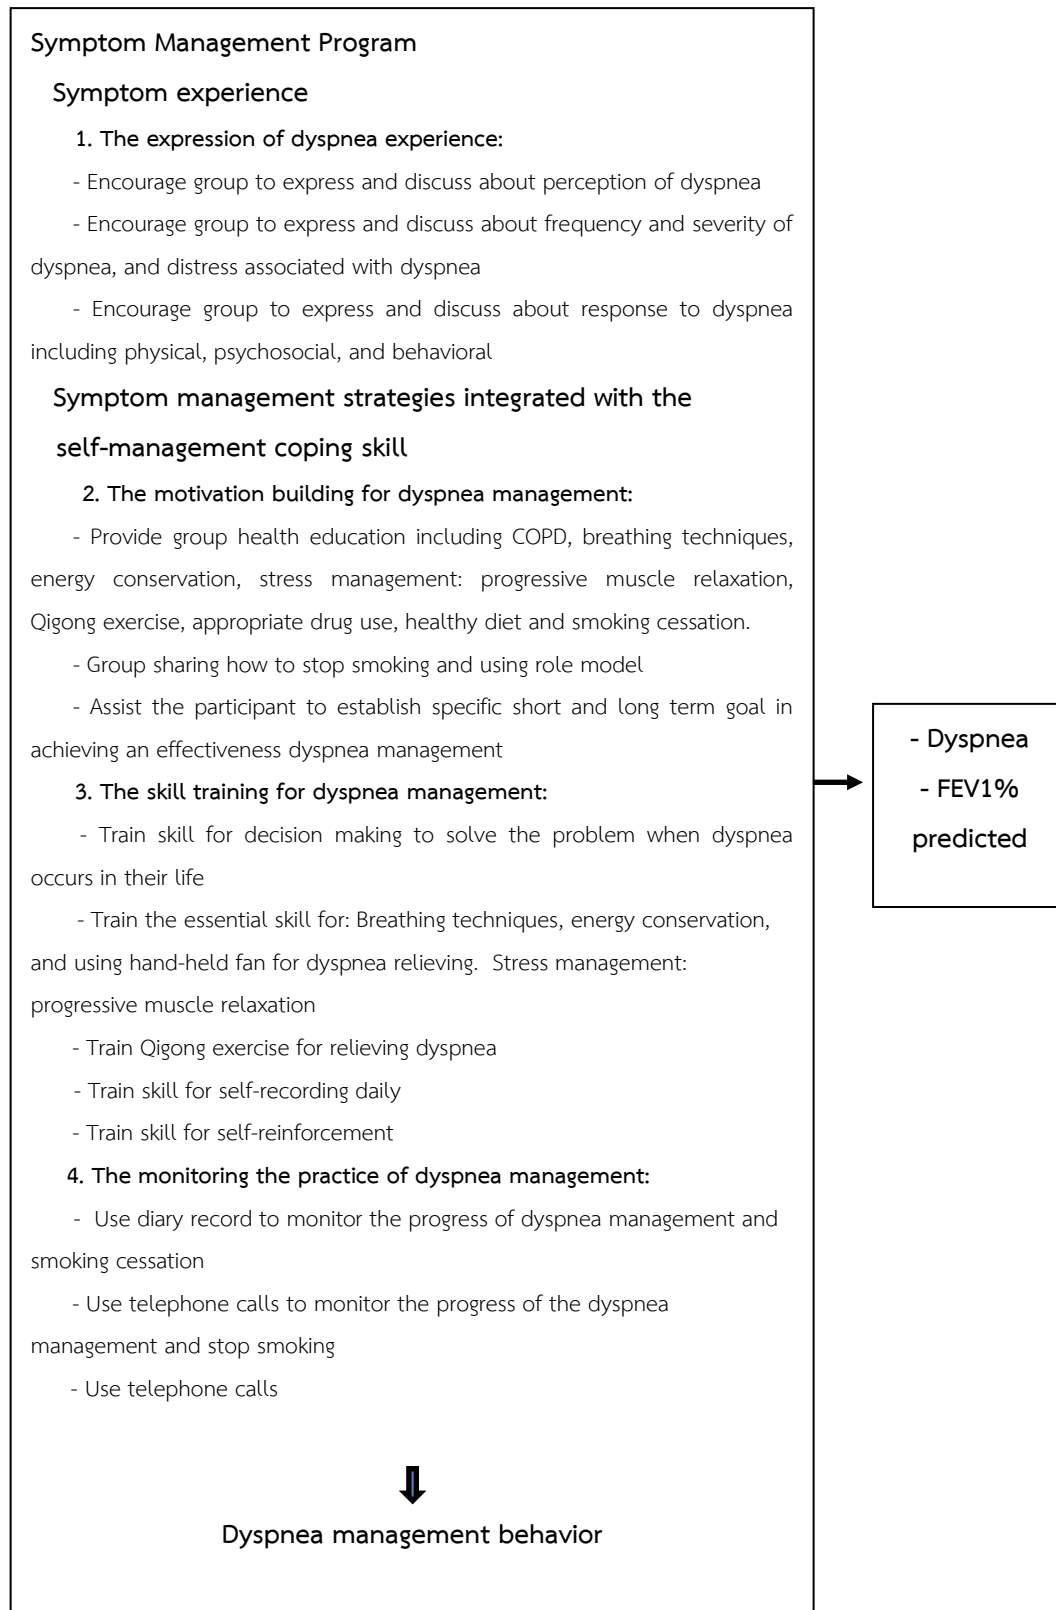 Symptom Management Program
Symptom experience
1. The expression of dyspnea experience:
- Encourage group to express and discuss about perception of dyspnea
- Encourage group to express and discuss about frequency and severity of
dyspnea, and distress associated with dyspnea
- Encourage group to express and discuss about response to dyspnea
including physical, psychosocial, and behavioral
Symptom management strategies integrated with the
self-management coping skill
2. The motivation building for dyspnea management:
- Provide group health education including COPD, breathing techniques,
energy conservation, stress management: progressive muscle relaxation,
Qigong exercise, appropriate drug use, healthy diet and smoking cessation.
- Group sharing how to stop smoking and using role model
- Assist the participant to establish specific short and long term goal in
achieving an effectiveness dyspnea management
3. The skill training for dyspnea management:
- Train skill for decision making to solve the problem when dyspnea
occurs in their life
- Train the essential skill for: Breathing techniques, energy conservation,
and using hand-held fan for dyspnea relieving. Stress management:
progressive muscle relaxation
- Train Qigong exercise for relieving dyspnea
- Train skill for self-recording daily
- Train skill for self-reinforcement
4. The monitoring the practice of dyspnea management:
- Use diary record to monitor the progress of dyspnea management and
smoking cessation
- Use telephone calls to monitor the progress of the dyspnea
management and stop smoking
- Use telephone calls
Dyspnea management behavior
- Dyspnea
- FEV1%
predicted